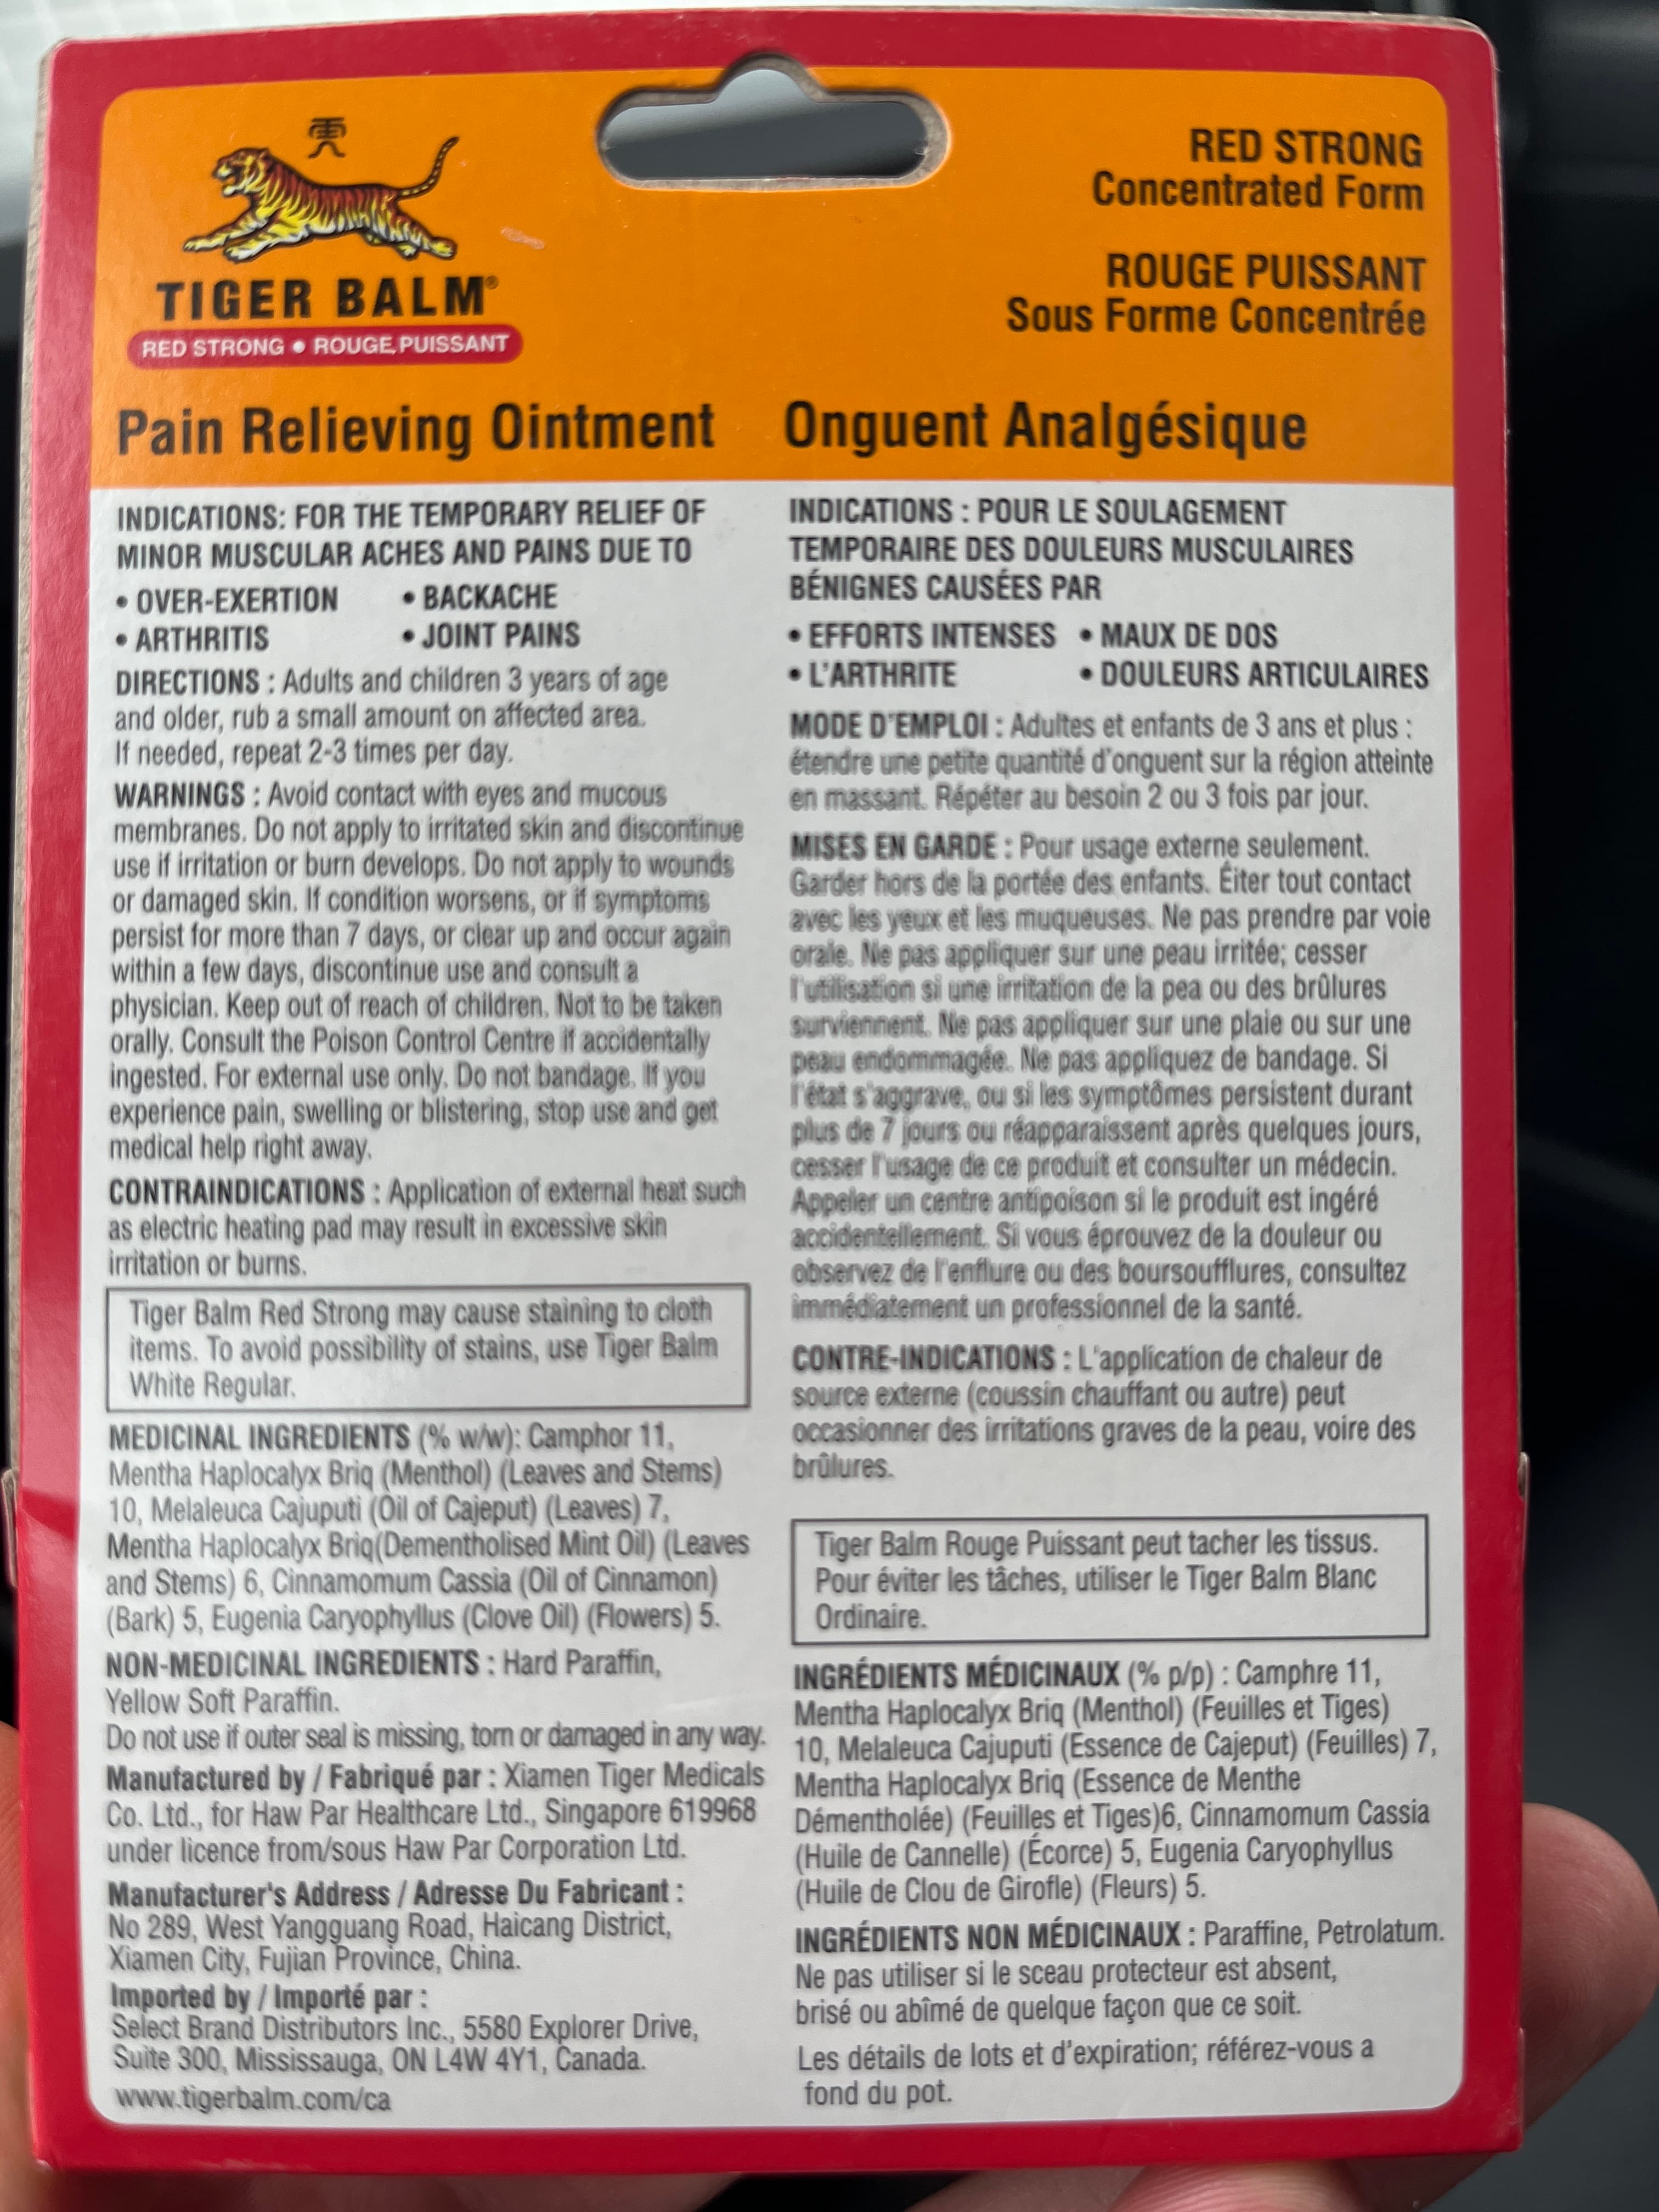 TIGER BALM®
RED STRONG • ROUGE PUISSANT
RED STRONG
Concentrated Form
ROUGE PUISSANT
Sous Forme Concentrée
Pain Relieving Ointment
INDICATIONS: FOR THE TEMPORARY RELIEF OF
MINOR MUSCULAR ACHES AND PAINS DUE TO
• OVER-EXERTION • BACKACHE
• ARTHRITIS • JOINT PAINS
DIRECTIONS : Adults and children 3 years of age
and older, rub a small amount on affected area.
If needed, repeat 2-3 times per day.
WARNINGS : Avoid contact with eyes and mucous
membranes. Do not apply to irritated skin and discontinue
use if irritation or burn develops. Do not apply to wounds
or damaged skin. If condition worsens, or if symptoms
persist for more than 7 days, or clear up and occur again
within a few days, discontinue use and consult a
physician. Keep out of reach of children. Not to be taken
orally. Consult the Poison Control Centre if accidentally
ingested. For external use only. Do not bandage. If you
experience pain, swelling or blistering, stop use and get
medical help right away.
CONTRAINDICATIONS : Application of external heat such
as electric heating pad may result in excessive skin
irritation or burns.
Tiger Balm Red Strong may cause staining to cloth
items. To avoid possibility of stains, use Tiger Balm
White Regular.
MEDICINAL INGREDIENTS (% w/w): Camphor 11,
Mentha Haplocalyx Briq (Menthol) (Leaves and Stems)
10, Melaleuca Cajuputi (Oil of Cajeput) (Leaves) 7,
Mentha Haplocalyx Briq(Dementholised Mint Oil) (Leaves
and Stems) 6, Cinnamomum Cassia (Oil of Cinnamon)
(Bark) 5, Eugenia Caryophyllus (Clove Oil) (Flowers) 5.
NON-MEDICINAL INGREDIENTS : Hard Paraffin,
Yellow Soft Paraffin.
Do not use if outer seal is missing, torn or damaged in any way.
Manufactured by / Fabriqué par : Xiamen Tiger Medicals
Co. Ltd., for Haw Par Healthcare Ltd., Singapore 619968
under licence from/sous Haw Par Corporation Ltd.
Manufacturer's Address / Adresse Du Fabricant :
No 289, West Yangguang Road, Haicang District,
Xiamen City, Fujian Province, China.
Imported by / Importé par :
Select Brand Distributors Inc., 5580 Explorer Drive,
Suite 300, Mississauga, ON L4W 4Y1, Canada.
www.tigerbalm.com/ca
Onguent Analgésique
INDICATIONS : POUR LE SOULAGEMENT
TEMPORAIRE DES DOULEURS MUSCULAIRES
BÉNIGNES CAUSÉES PAR
• EFFORTS INTENSES • MAUX DE DOS
• L'ARTHRITE • DOULEURS ARTICULAIRES
MODE D'EMPLOI : Adultes et enfants de 3 ans et plus :
étendre une petite quantité d'onguent sur la région atteinte
en massant. Répéter au besoin 2 ou 3 fois par jour.
MISES EN GARDE : Pour usage externe seulement.
Garder hors de la portée des enfants. Éiter tout contact
avec les yeux et les muqueuses. Ne pas prendre par voie
orale. Ne pas appliquer sur une peau irritée; cesser
l'utilisation si une irritation de la pea ou des brûlures
surviennent. Ne pas appliquer sur une plaie ou sur une
peau endommagée. Ne pas appliquez de bandage. Si
l'état s'aggrave, ou si les symptômes persistent durant
plus de 7 jours ou réapparaissent après quelques jours,
cesser l'usage de ce produit et consulter un médecin.
Appeler un centre antipoison si le produit est ingéré
accidentellement. Si vous éprouvez de la douleur ou
observez de l'enflure ou des boursoufflures, consultez
immédiatement un professionnel de la santé.
CONTRE-INDICATIONS : L'application de chaleur de
source externe (coussin chauffant ou autre) peut
occasionner des irritations graves de la peau, voire des
brûlures.
Tiger Balm Rouge Puissant peut tacher les tissus.
Pour éviter les tâches, utiliser le Tiger Balm Blanc
Ordinaire.
INGRÉDIENTS MÉDICINAUX (% p/p) : Camphre 11,
Mentha Haplocalyx Briq (Menthol) (Feuilles et Tiges)
10, Melaleuca Cajuputi (Essence de Cajeput) (Feuilles) 7,
Mentha Haplocalyx Briq (Essence de Menthe
Démentholée) (Feuilles et Tiges)6, Cinnamomum Cassia
(Huile de Cannelle) (Écorce) 5, Eugenia Caryophyllus
(Huile de Clou de Girofle) (Fleurs) 5.
INGRÉDIENTS NON MÉDICINAUX : Paraffine, Petrolatum.
Ne pas utiliser si le sceau protecteur est absent,
brisé ou abîmé de quelque façon que ce soit.
Les détails de lots et d'expiration; référez-vous a
fond du pot.